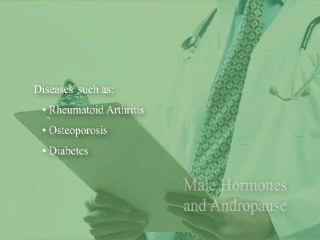 Diseases such as:
• Rheumatoid Arthritis
• Osteoporosis
• Diabetes
Male Hormones
and Andropause